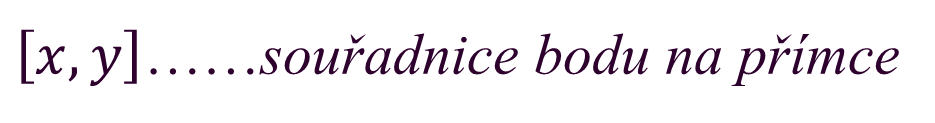 [x, y]……souřadnice bodu na přímce